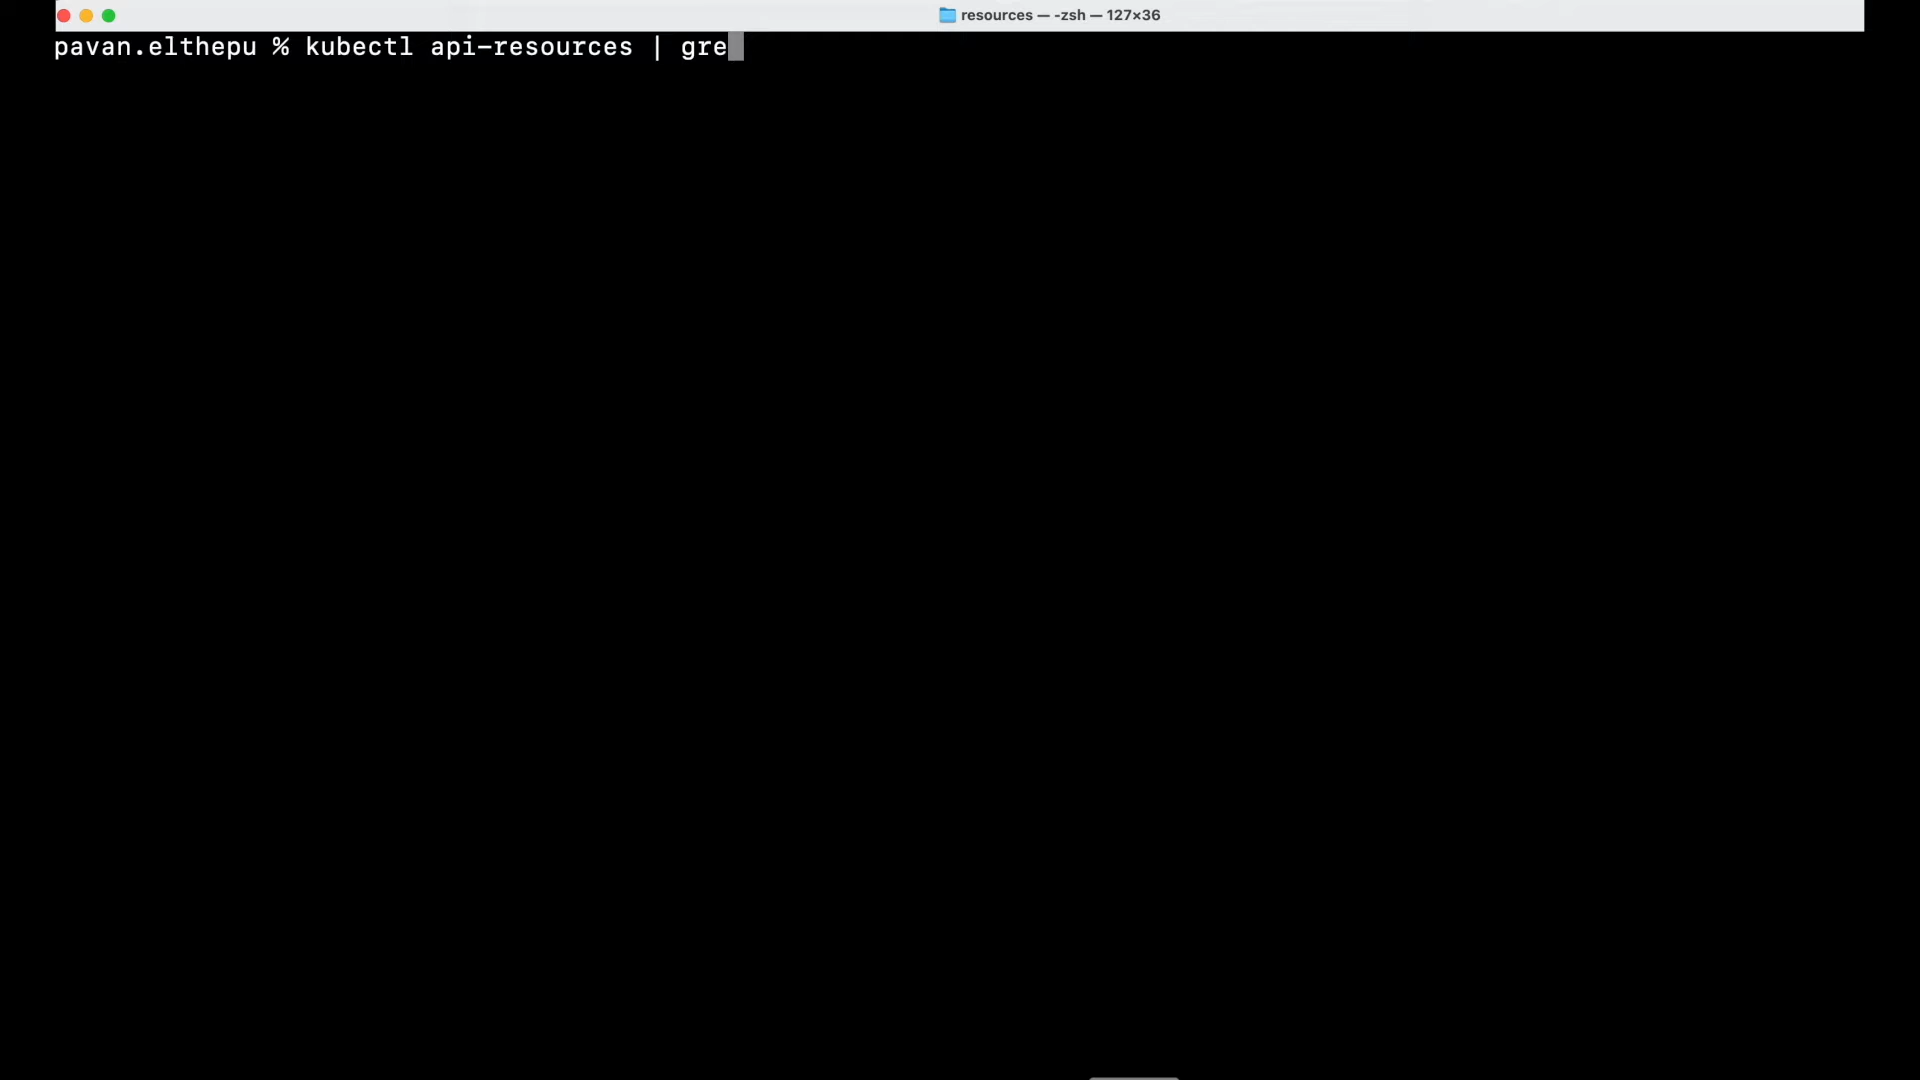 resources — -zsh — 127×36
pavan.elthepu % kubectl api-resources | gre